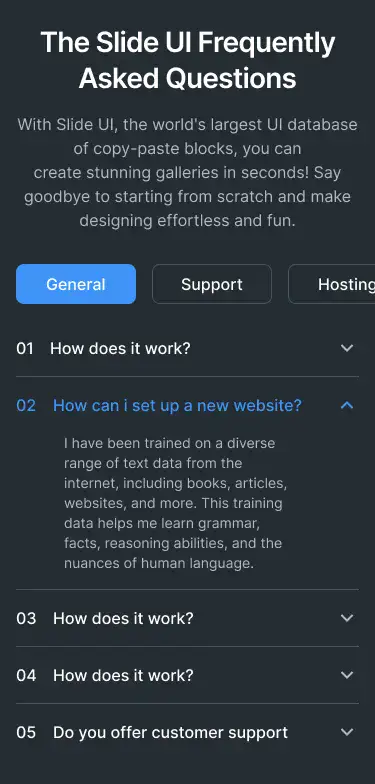 The Slide UI Frequently
Asked Questions
With Slide UI, the world's largest UI database
of copy-paste blocks, you can
create stunning galleries in seconds! Say
goodbye to starting from scratch and make
designing effortless and fun.
General Support Hosting
01 How does it work?
02 How can i set up a new website?
I have been trained on a diverse
range of text data from the
internet, including books, articles,
websites, and more. This training
data helps me learn grammar,
facts, reasoning abilities, and the
nuances of human language.
03 How does it work?
04 How does it work?
05 Do you offer customer support